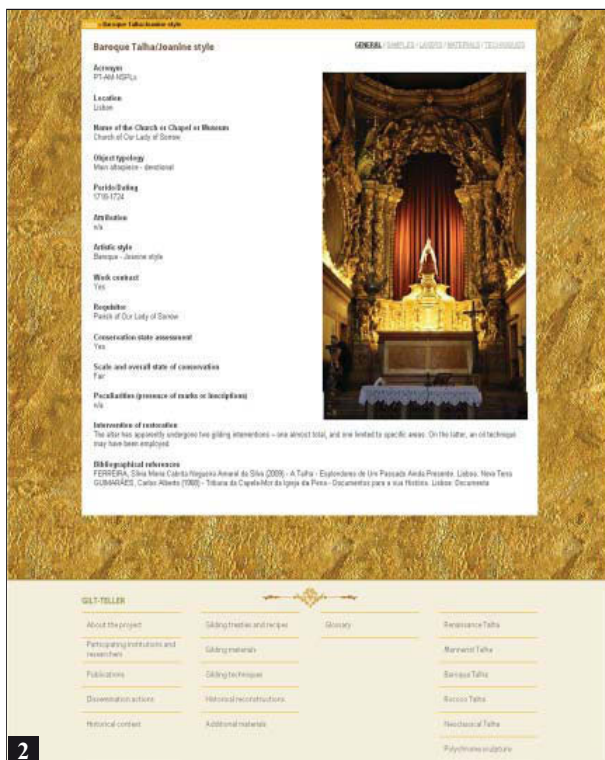 Home > Baroque Talha/Joanine style
Baroque Talha/Joanine style
GENERAL / SAMPLES / LAYERS / MATERIALS / TECHNIQUES
Acronym
PT-AM-NSPLx
Location
Lisbon
Name of the Church or Chapel or Museum
Church of Our Lady of Sorrow
Object typology
Main altarpiece - devotional
Period/Dating
Attribution
n/a
Artistic style
Baroque - Joanine style
Work contract
Yes
Requisitor
Parish of Our Lady of Sorrow
Conservation state assessment
Yes
Scale and overall state of conservation
Fair
Peculiarities (presence of marks or inscriptions)
n/a
Intervention of restoration
The altar has apparently undergone two gilding interventions – one almost total, and one limited to specific areas. On the latter, an oil technique
may have been employed.
Bibliographical references
FERREIRA, Sílvia Maria Cabrita Nogueira Amaral da Silva (2009) - A Talha - Esplendores de Um Passado Ainda Presente. Lisboa: Nova Terra
GUIMARÃES, Carlos Alberto (1988) - Tribuna da Capela-Mor da Igreja da Pena - Documentos para a sua História. Lisboa: Documenta
GILT-TELLER
About the project
Participating institutions and
researchers
Publications
Dissemination actions
Historical context
Gilding treaties and recipes
Gilding materials
Gilding techniques
Historical reconstructions
Additional materials
Glossary
Renaissance Talha
Mannerist Talha
Baroque Talha
Rococo Talha
Neoclassical Talha
Polychrome sculpture
2